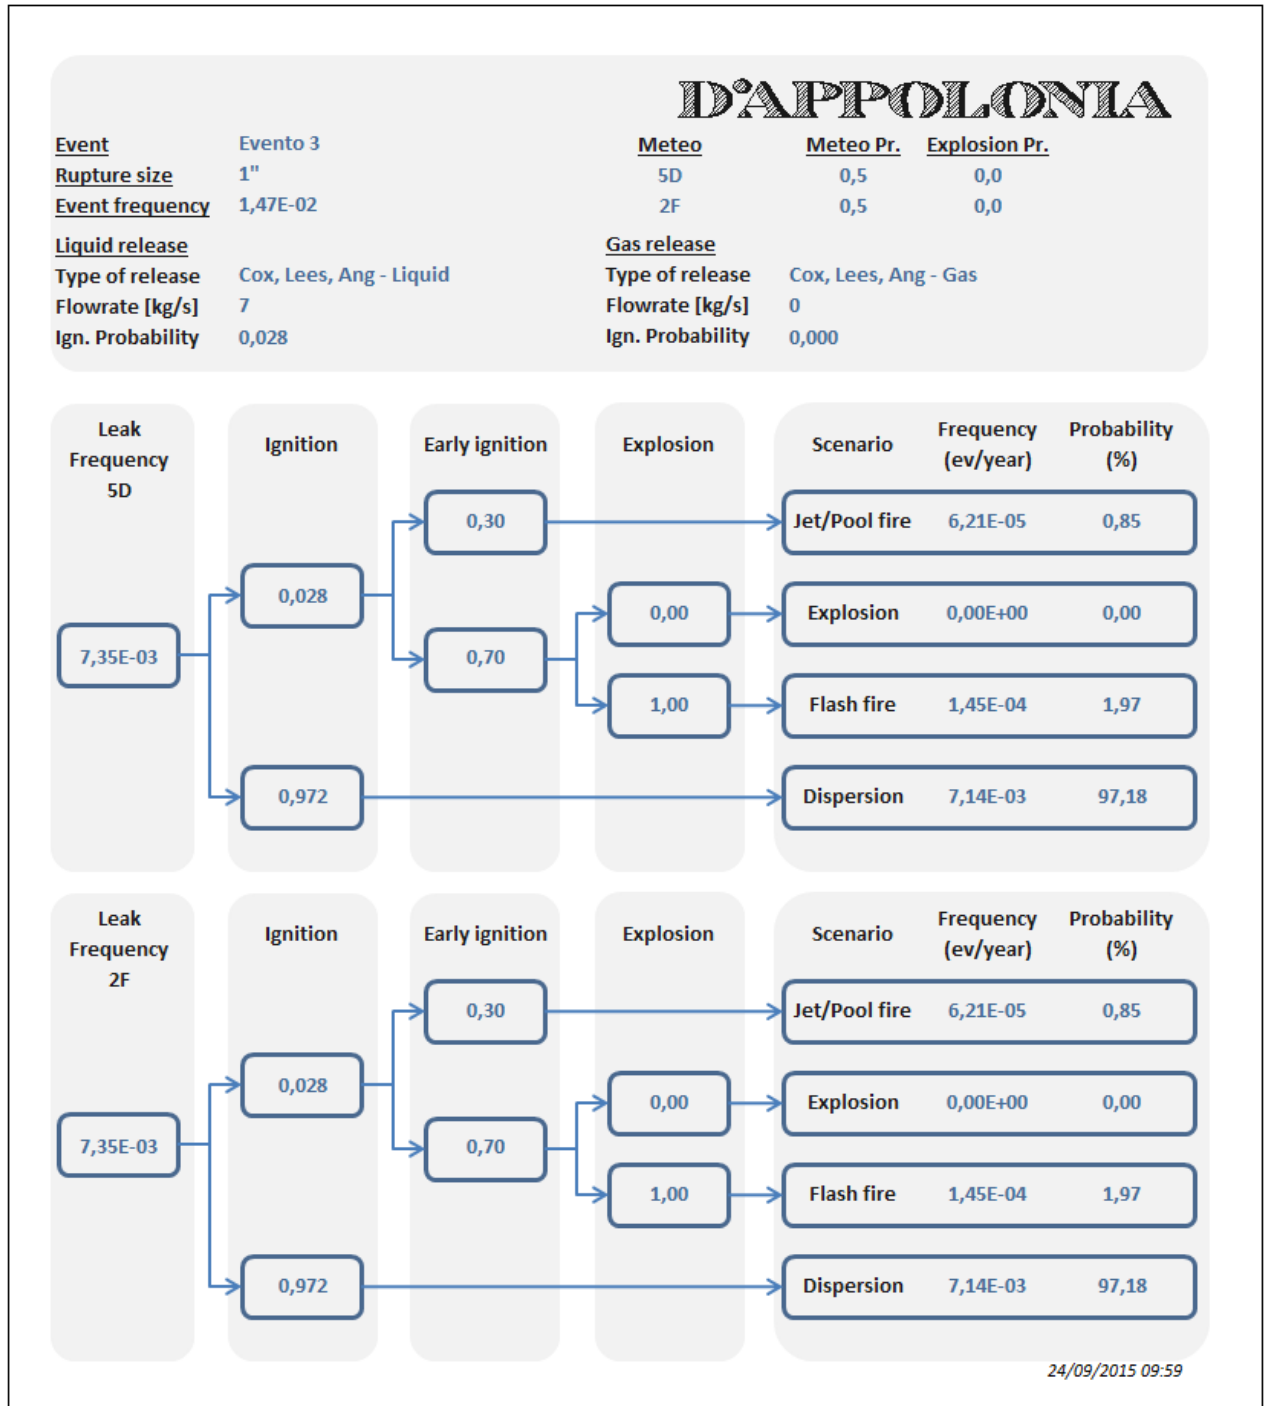 D'APPOLONIA
Event Evento 3
Rupture size 1"
Event frequency 1,47E-02
Meteo Meteo Pr. Explosion Pr.
5D 0,5 0,0
2F 0,5 0,0
Liquid release
Type of release Cox, Lees, Ang - Liquid
Flowrate [kg/s] 7
Ign. Probability 0,028
Gas release
Type of release Cox, Lees, Ang - Gas
Flowrate [kg/s] 0
Ign. Probability 0,000
Leak
Frequency
5D
Ignition
Early ignition
Explosion
Scenario
Frequency
(ev/year)
Probability
(%)
0,30
Jet/Pool fire 6,21E-05 0,85
0,028
0,00
Explosion 0,00E+00 0,00
7,35E-03
0,70
1,00
Flash fire 1,45E-04 1,97
0,972
Dispersion 7,14E-03 97,18
Leak
Frequency
2F
Ignition
Early ignition
Explosion
Scenario
Frequency
(ev/year)
Probability
(%)
0,30
Jet/Pool fire 6,21E-05 0,85
0,028
0,00
Explosion 0,00E+00 0,00
7,35E-03
0,70
1,00
Flash fire 1,45E-04 1,97
0,972
Dispersion 7,14E-03 97,18
24/09/2015 09:59